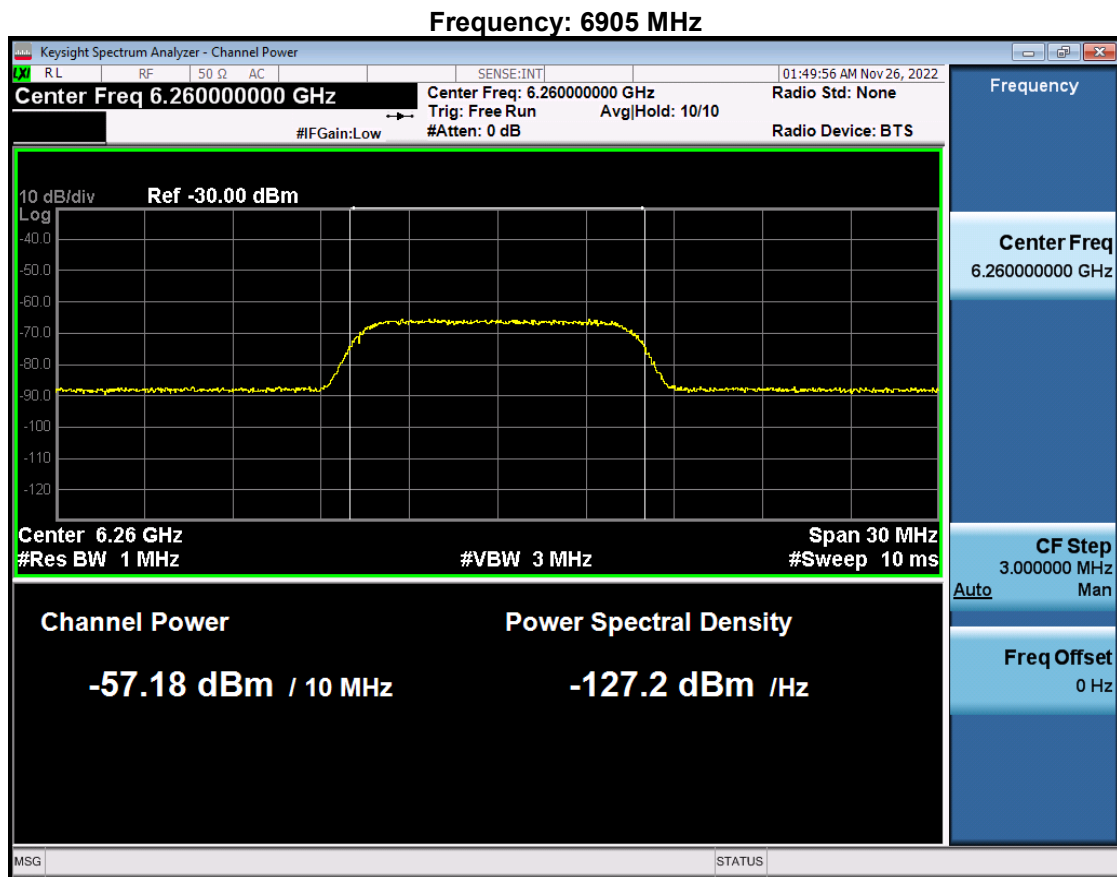 Frequency: 6905 MHz
Keysight Spectrum Analyzer - Channel Power
LXI RL RF 50 Ω AC SENSE:INT 01:49:56 AM Nov 26, 2022
Center Freq 6.260000000 GHz
Center Freq: 6.260000000 GHz
Radio Std: None
Trig: Free Run Avg|Hold: 10/10
#IFGain:Low
#Atten: 0 dB
Radio Device: BTS
10 dB/div Ref -30.00 dBm
Log
-40.0
-50.0
-60.0
-70.0
-80.0
-90.0
-100
-110
-120
Center 6.26 GHz Span 30 MHz
#Res BW 1 MHz #VBW 3 MHz #Sweep 10 ms
Channel Power Power Spectral Density
-57.18 dBm / 10 MHz -127.2 dBm /Hz
Frequency
Center Freq
6.260000000 GHz
CF Step
3.000000 MHz
Auto Man
Freq Offset
0 Hz
MSG STATUS